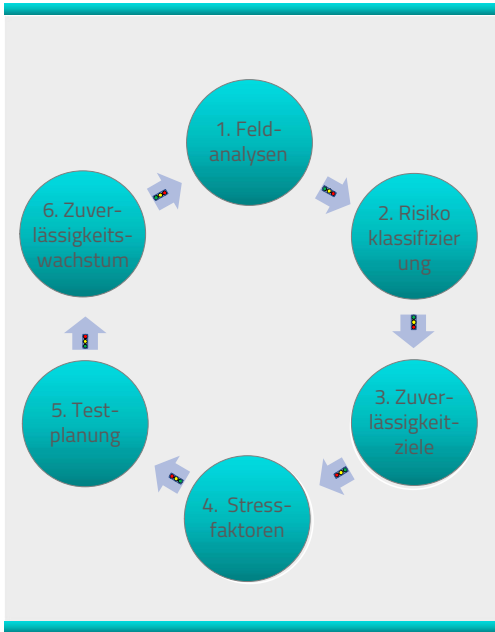 1. Feld-
analysen
2. Risiko
klassifizier
ung
3. Zuver-
lässigkeit-
ziele
4. Stress-
faktoren
5. Test-
planung
6. Zuver-
lässigkeits-
wachstum